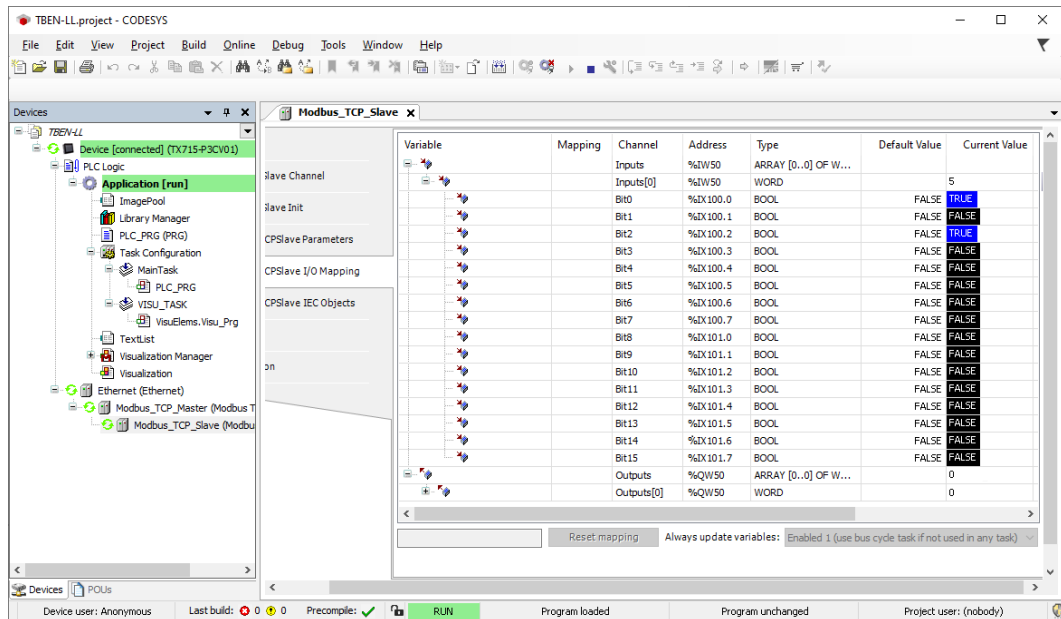 TBEN-LL.project - CODESYS
File Edit View Project Build Online Debug Tools Window Help
Devices
TBEN-LL
Device [connected] (TX715-P3CV01)
PLC Logic
Application [run]
ImagePool
Library Manager
PLC_PRG (PRG)
Task Configuration
MainTask
PLC_PRG
VISU_TASK
VisuElems.Visu_Prg
TextList
Visualization Manager
Visualization
Ethernet (Ethernet)
Modbus_TCP_Master (Modbus T
Modbus_TCP_Slave (Modbu
Devices POUs
Modbus_TCP_Slave
Slave Channel
Slave Init
CPSlave Parameters
CPSlave I/O Mapping
CPSlave IEC Objects
on
Variable Mapping Channel Address Type Default Value Current Value
Inputs %IW50 ARRAY [0..0] OF W...
Inputs[0] %IW50 WORD 5
Bit0 %IX100.0 BOOL FALSE TRUE
Bit1 %IX100.1 BOOL FALSE FALSE
Bit2 %IX100.2 BOOL FALSE TRUE
Bit3 %IX100.3 BOOL FALSE FALSE
Bit4 %IX100.4 BOOL FALSE FALSE
Bit5 %IX100.5 BOOL FALSE FALSE
Bit6 %IX100.6 BOOL FALSE FALSE
Bit7 %IX100.7 BOOL FALSE FALSE
Bit8 %IX101.0 BOOL FALSE FALSE
Bit9 %IX101.1 BOOL FALSE FALSE
Bit10 %IX101.2 BOOL FALSE FALSE
Bit11 %IX101.3 BOOL FALSE FALSE
Bit12 %IX101.4 BOOL FALSE FALSE
Bit13 %IX101.5 BOOL FALSE FALSE
Bit14 %IX101.6 BOOL FALSE FALSE
Bit15 %IX101.7 BOOL FALSE FALSE
Outputs %QW50 ARRAY [0..0] OF W... 0
Outputs[0] %QW50 WORD 0
Reset mapping Always update variables: Enabled 1 (use bus cycle task if not used in any task)
Device user: Anonymous Last build: 0 0 Precompile: RUN Program loaded Program unchanged Project user: (nobody)